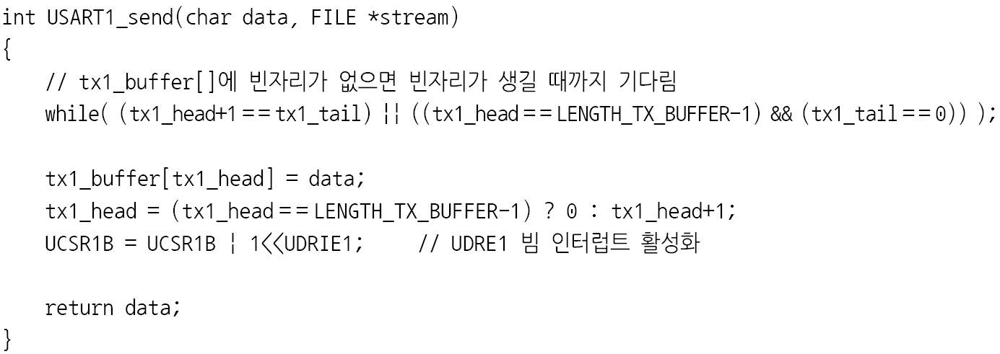 int USART1_send(char data, FILE *stream)
{
    // tx1_buffer[]에 빈자리가 없으면 빈자리가 생길 때까지 기다림
    while( (tx1_head+1==tx1_tail) || ((tx1_head==LENGTH_TX_BUFFER-1) && (tx1_tail==0)) );

    tx1_buffer[tx1_head] = data;
    tx1_head = (tx1_head==LENGTH_TX_BUFFER-1) ? 0 : tx1_head+1;
    UCSR1B = UCSR1B | 1<<UDRIE1;     // UDRE1 빔 인터럽트 활성화

    return data;
}